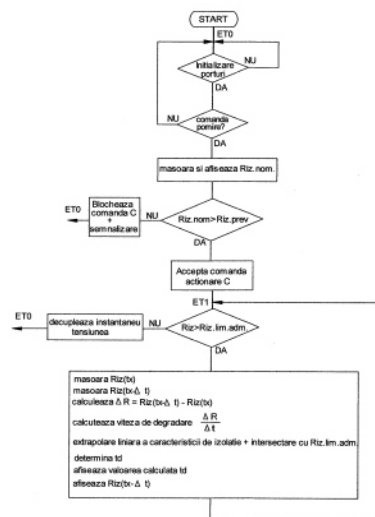 START
ET0
Initializare
porturi
NU
DA
NU
comanda
pornire?
DA
masoara si afiseaza Riz.nom.
ET0
Blocheaza
comanda C
+
semnalizare
NU
Riz.nom>Riz.prev
DA
Accepta comanda
actionare C
ET1
ET0
decupleaza instantaneu
tensiunea
NU
Riz>Riz.lim.adm.
DA
masoara Riz(tx)
masoara Riz(tx-Δ t)
calculeaza Δ R = Riz(tx-Δ t) - Riz(tx)
calcuteaza viteza de degradare Δ R / Δ t
extrapolare liniara a caracteristicii de izolatie + intersectare cu Riz.lim.adm.
determina td
afiseaza valoarea calculata td
afiseaza Riz(tx-Δ t)